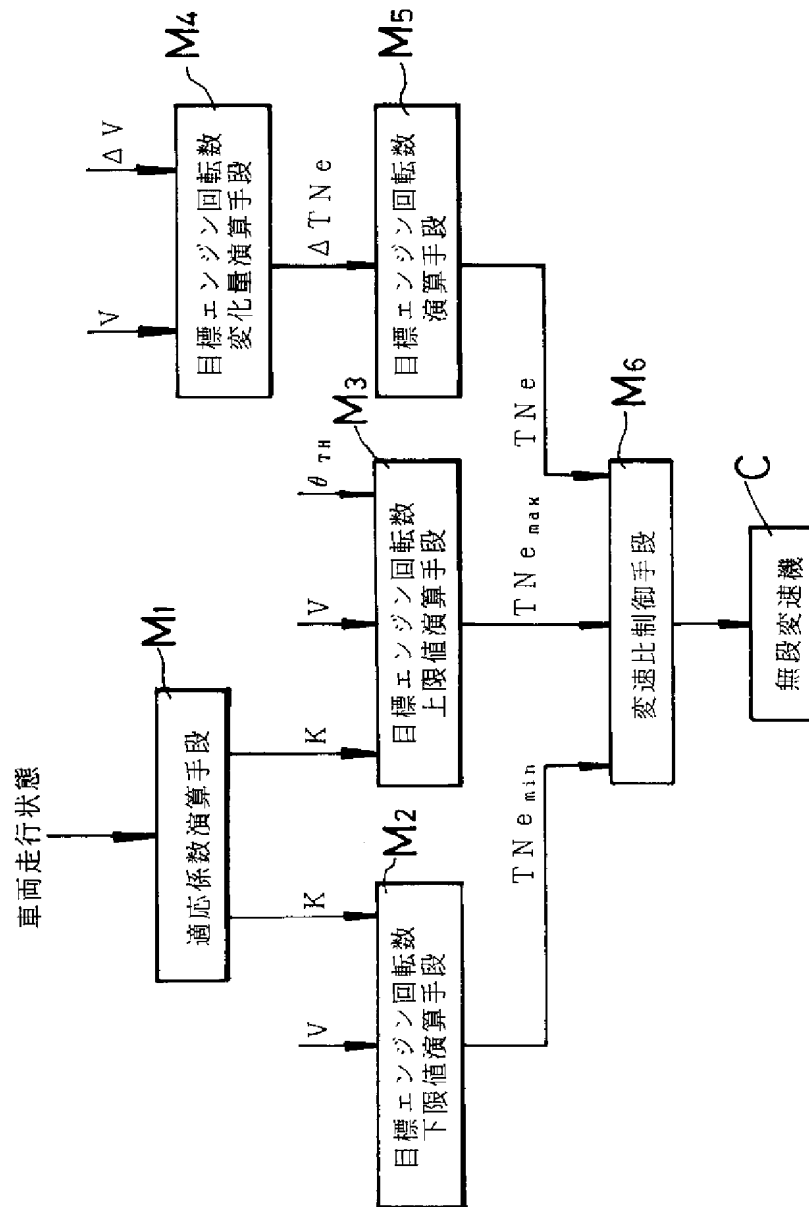 車両走行状態
適応係数演算手段
M1
K
K
V
目標エンジン回転数
下限値演算手段
M2
V
θTH
目標エンジン回転数
上限値演算手段
M3
V
ΔV
目標エンジン回転数
変化量演算手段
M4
ΔTNe
目標エンジン回転数
演算手段
M5
TNemin
TNemax
TNe
変速比制御手段
M6
無段変速機
C